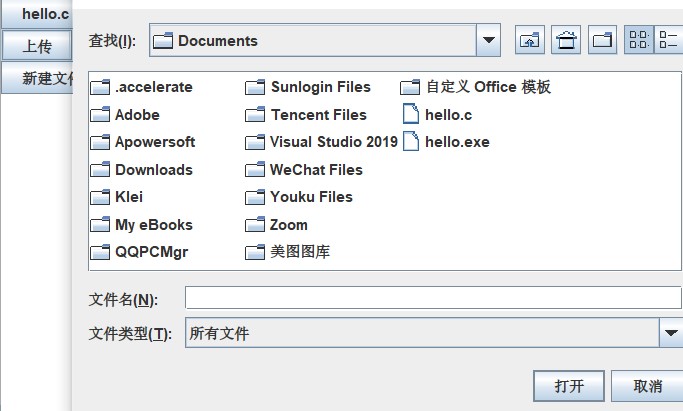 hello.c
上传
新建文件
查找(I):
Documents
.accelerate
Adobe
Apowersoft
Downloads
Klei
My eBooks
QQPCMgr
Sunlogin Files
Tencent Files
Visual Studio 2019
WeChat Files
Youku Files
Zoom
美图图库
自定义 Office 模板
hello.c
hello.exe
文件名(N):
文件类型(T):
所有文件
打开
取消